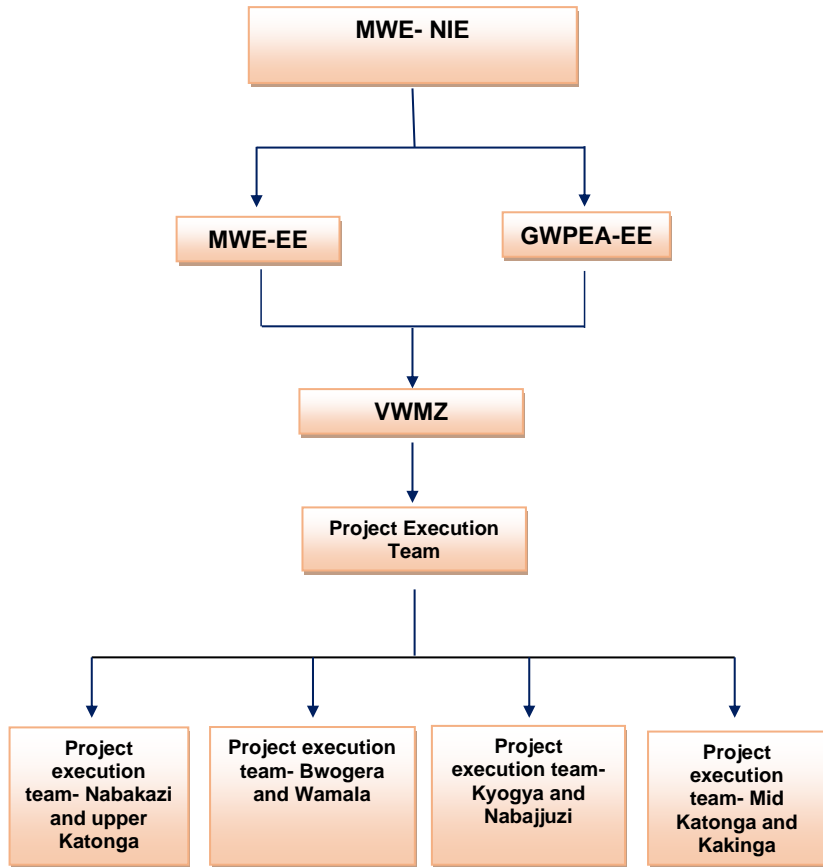 MWE- NIE
MWE-EE
GWPEA-EE
VWMZ
Project Execution
Team
Project
execution
team- Nabakazi
and upper
Katonga
Project execution
team- Bwogera
and Wamala
Project
execution team-
Kyogya and
Nabajjuzi
Project
execution
team- Mid
Katonga and
Kakinga